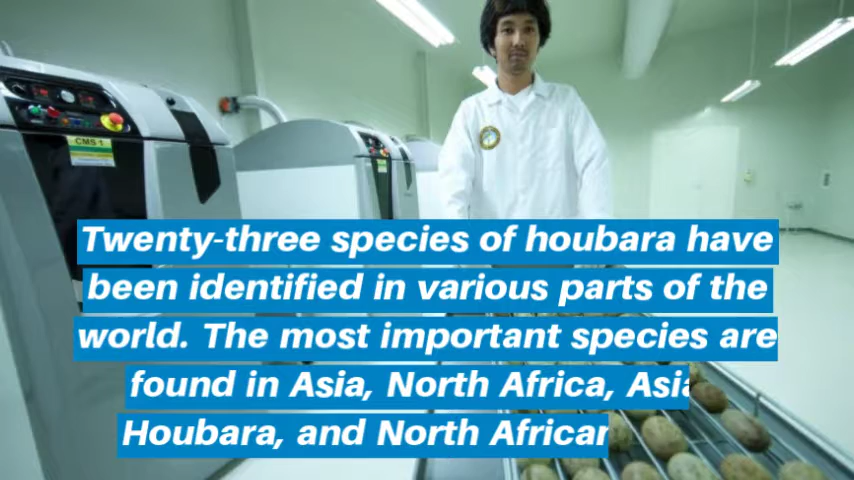 CMS 1
Twenty-three species of houbara have
been identified in various parts of the
world. The most important species are
found in Asia, North Africa,
Houbara, and North